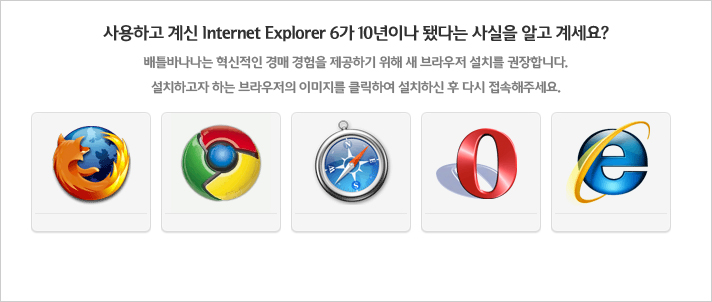 사용하고 계신 Internet Explorer 6가 10년이나 됐다는 사실을 알고 계세요?
배틀바나나는 혁신적인 경매 경험을 제공하기 위해 새 브라우저 설치를 권장합니다.
설치하고자 하는 브라우저의 이미지를 클릭하여 설치하신 후 다시 접속해주세요.